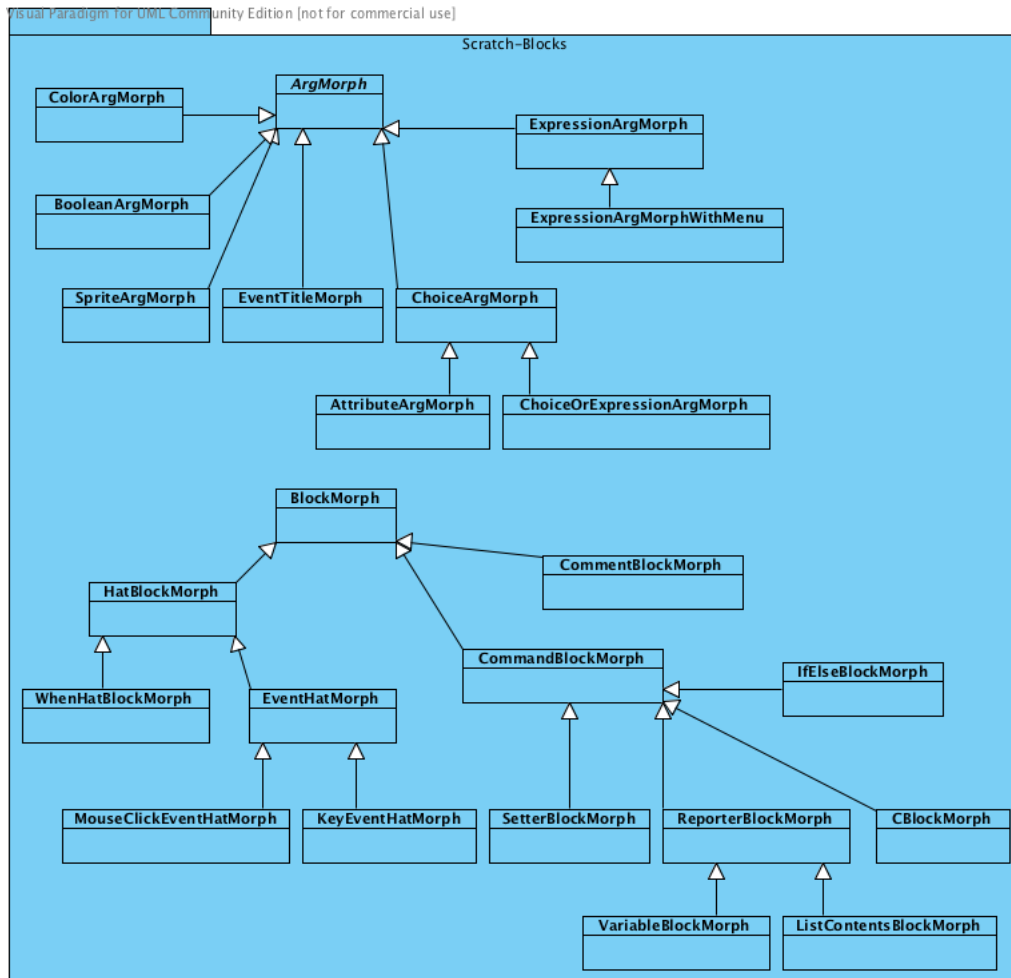 Visual Paradigm for UML Community Edition [not for commercial use]
Scratch-Blocks
ArgMorph
ColorArgMorph
ExpressionArgMorph
BooleanArgMorph
ExpressionArgMorphWithMenu
SpriteArgMorph
EventTitleMorph
ChoiceArgMorph
AttributeArgMorph
ChoiceOrExpressionArgMorph
BlockMorph
CommentBlockMorph
HatBlockMorph
CommandBlockMorph
IfElseBlockMorph
WhenHatBlockMorph
EventHatMorph
MouseClickEventHatMorph
KeyEventHatMorph
SetterBlockMorph
ReporterBlockMorph
CBlockMorph
VariableBlockMorph
ListContentsBlockMorph